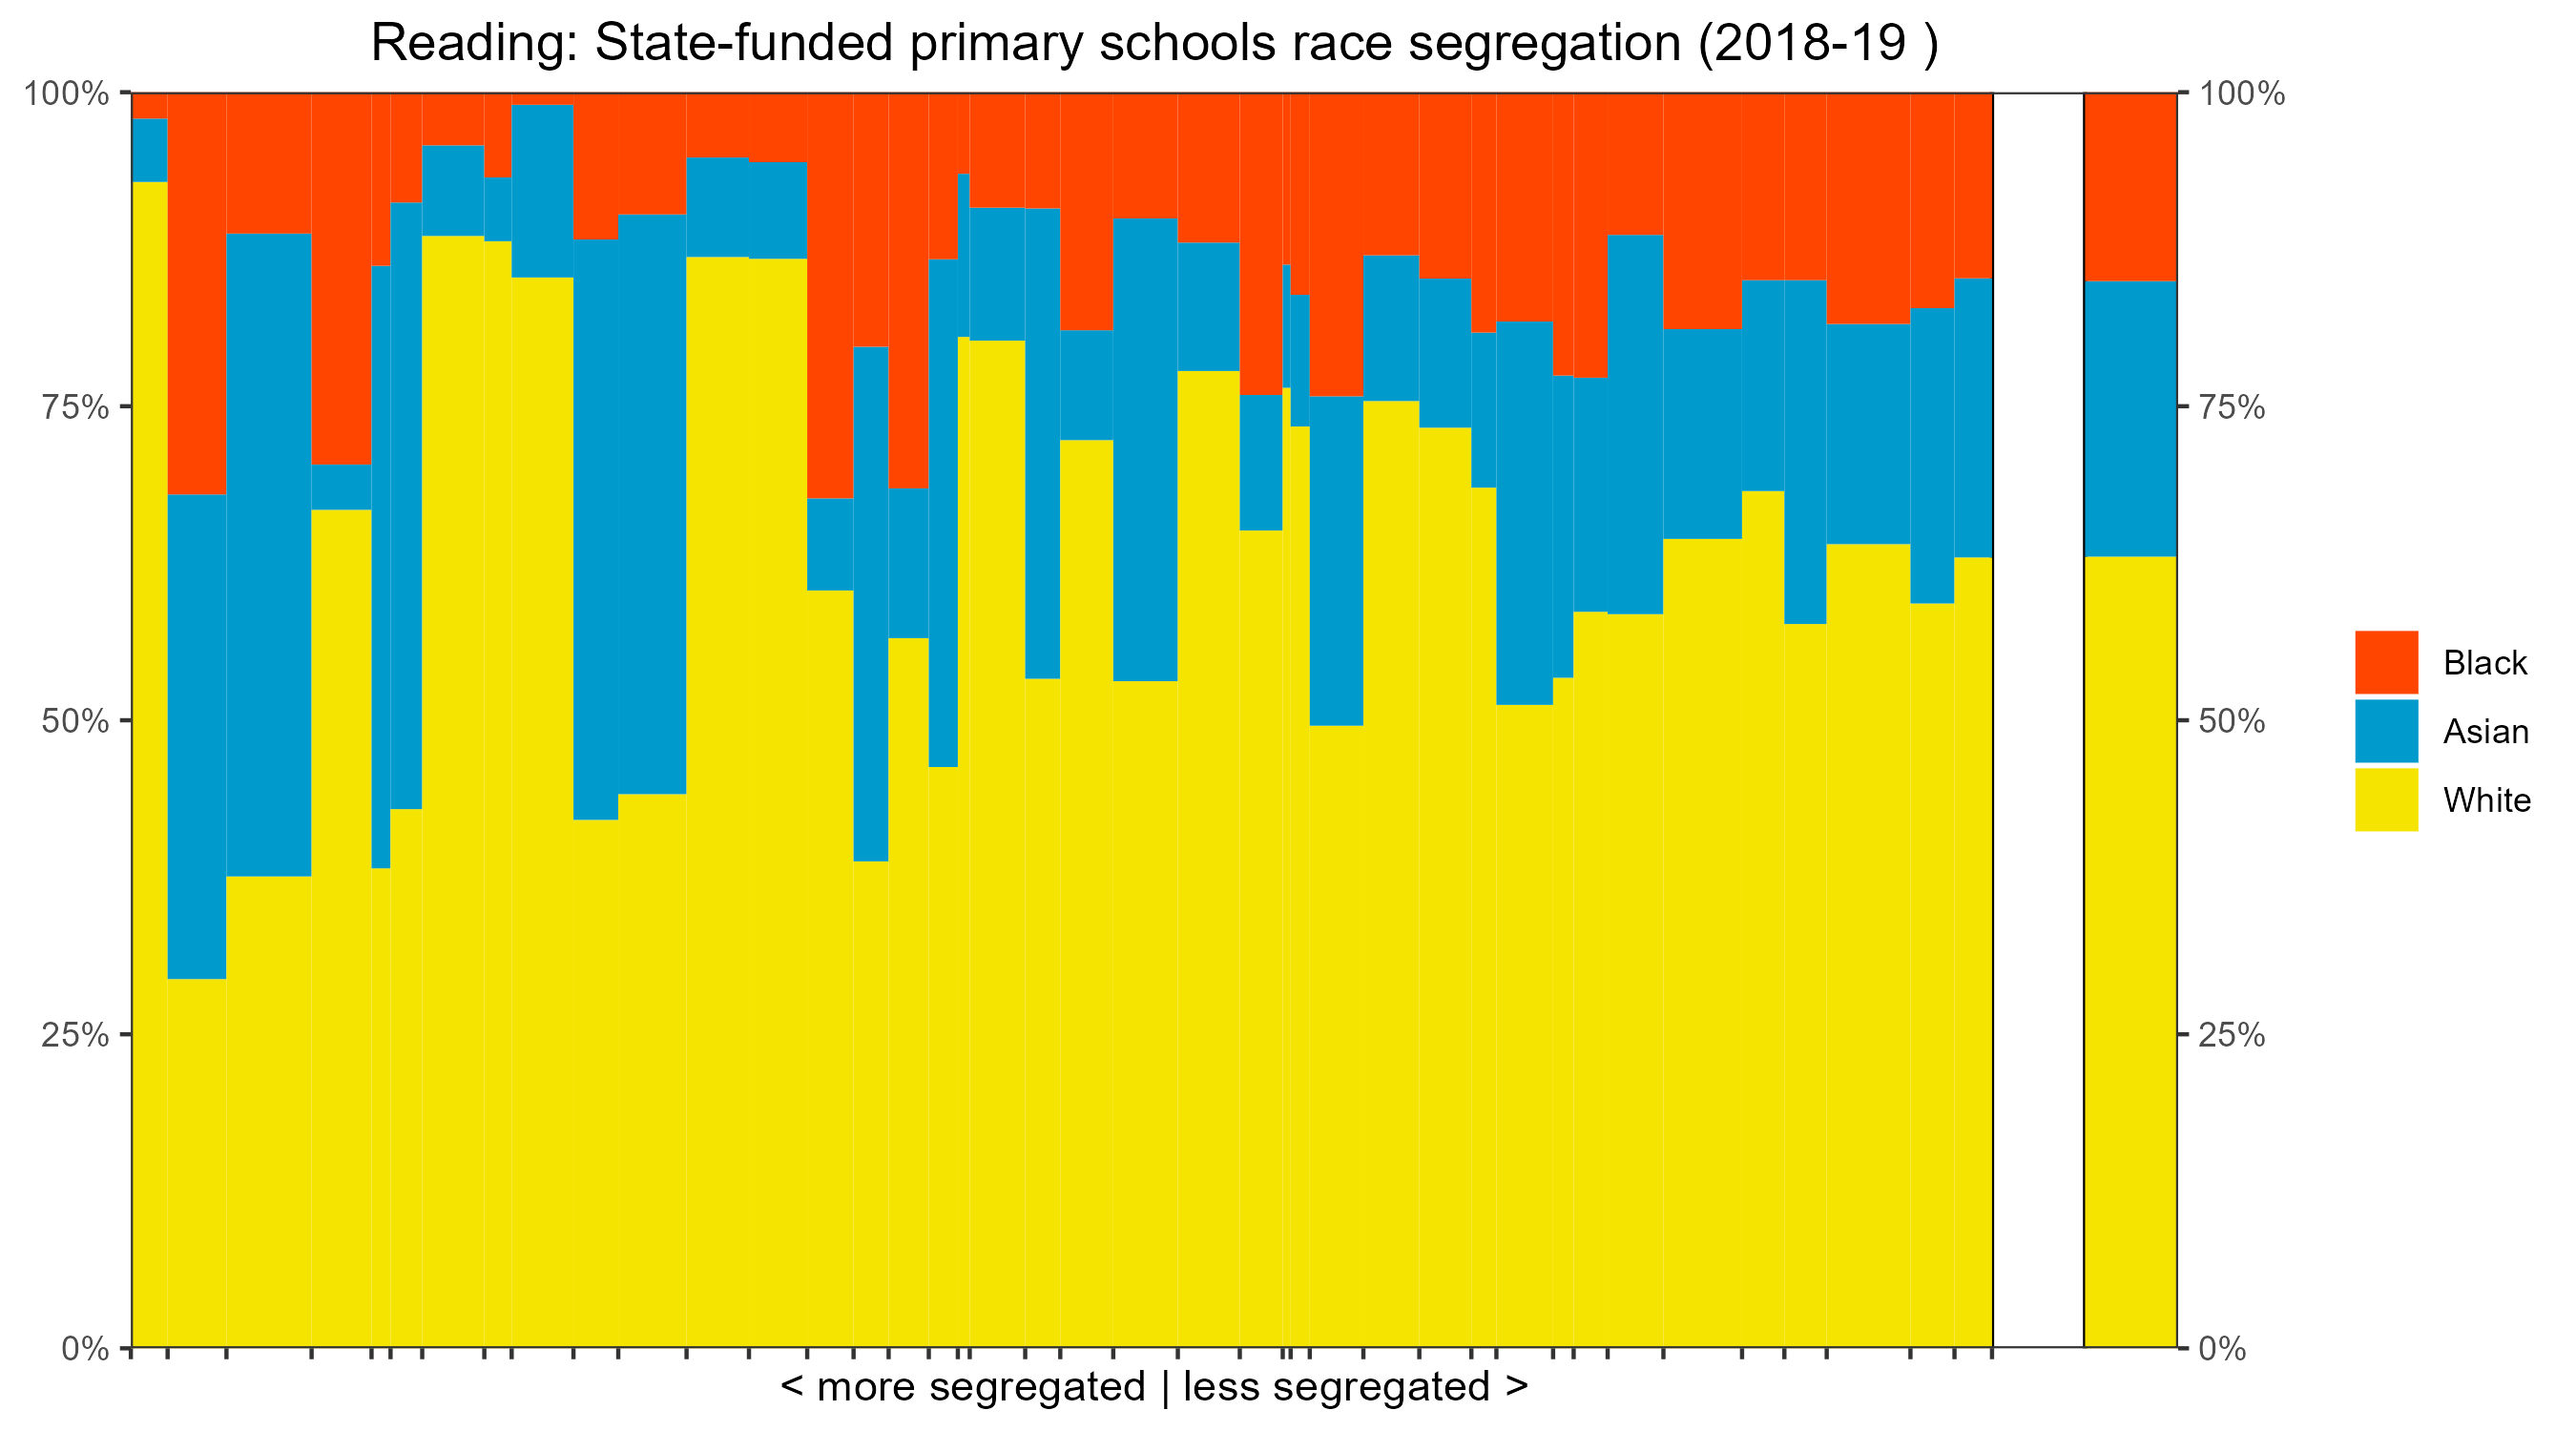 Reading: State-funded primary schools race segregation (2018-19 )
100%
75%
50%
25%
0%
100%
75%
50%
25%
0%
Black
Asian
White
< more segregated | less segregated >